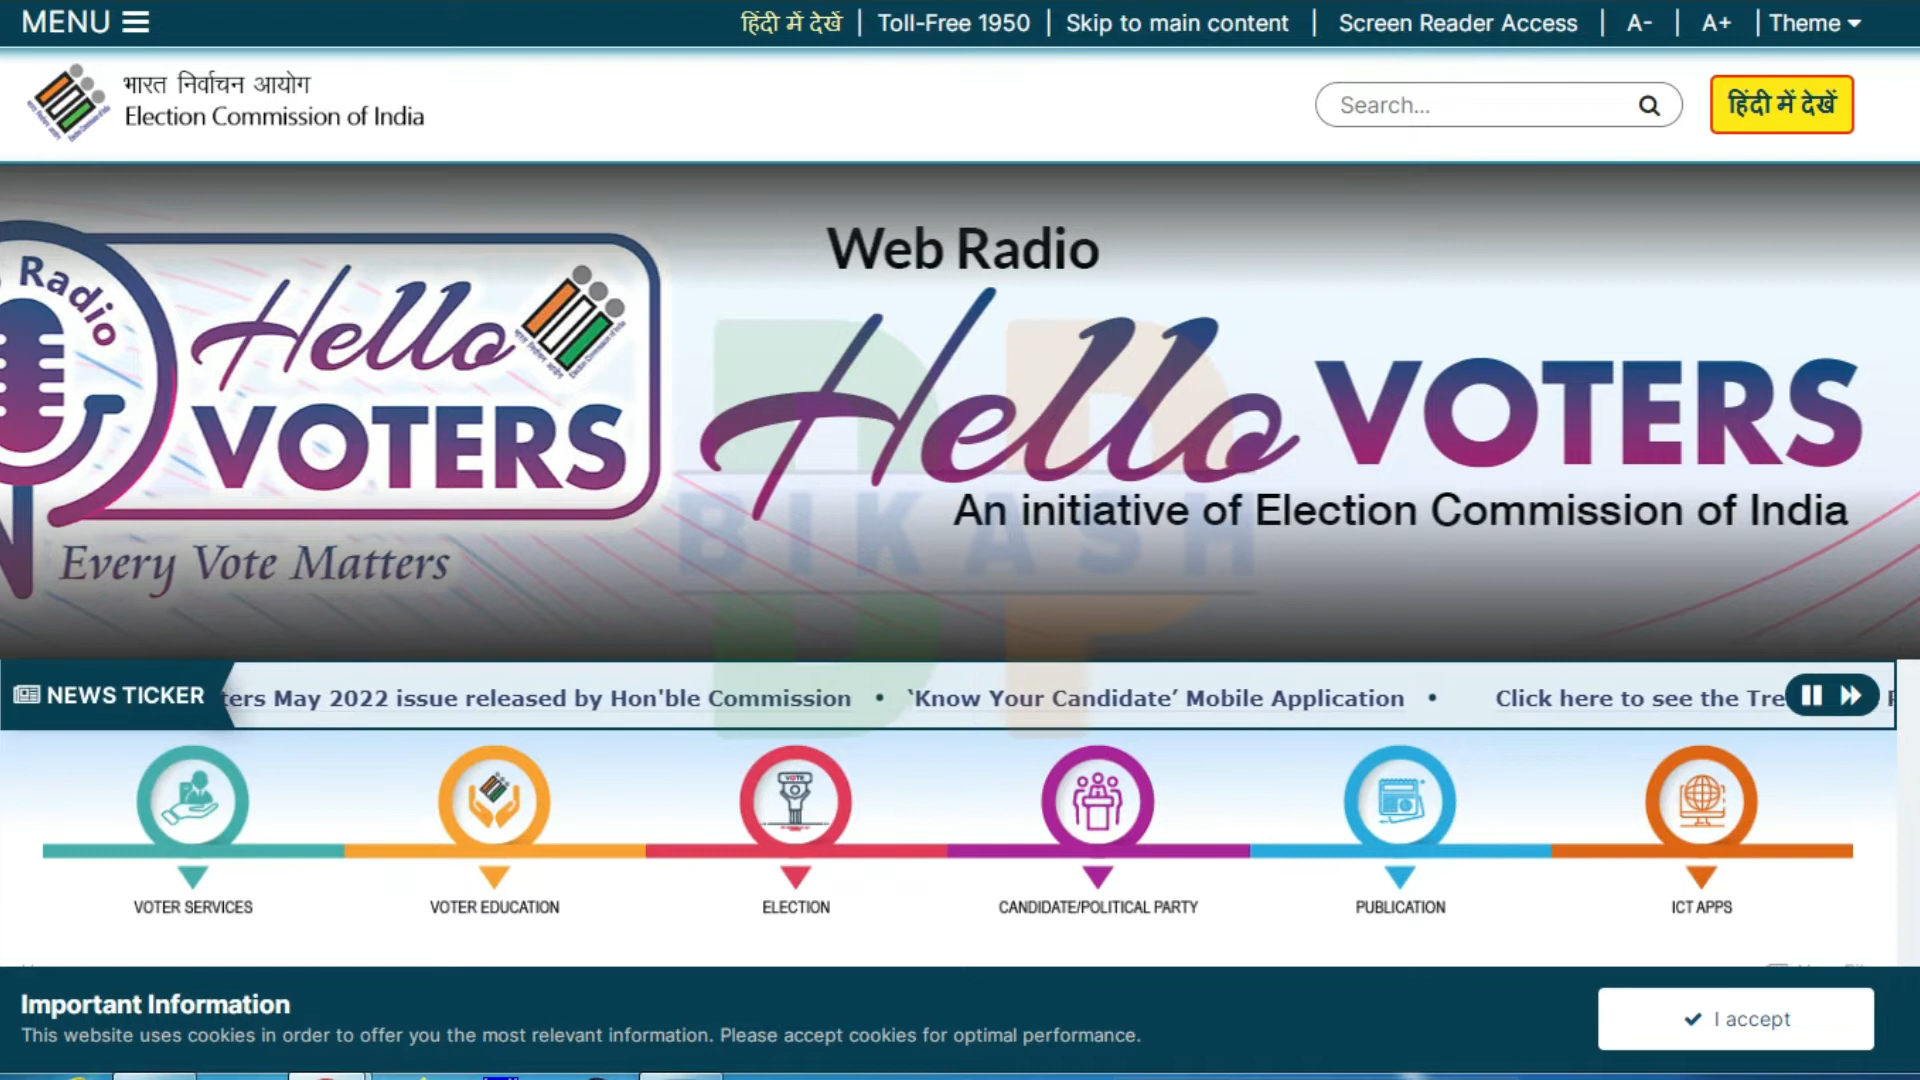 MENU
हिंदी में देखें | Toll-Free 1950 | Skip to main content | Screen Reader Access | A- | A+ | Theme
भारत निर्वाचन आयोग
Election Commission of India
Search...
हिंदी में देखें
Radio
Hello
VOTERS
Every Vote Matters
Web Radio
Hello VOTERS
An initiative of Election Commission of India
BIKASH
NEWS TICKER
ters May 2022 issue released by Hon'ble Commission • ‘Know Your Candidate’ Mobile Application • Click here to see the Tre
VOTE
VOTER SERVICES
VOTER EDUCATION
ELECTION
CANDIDATE/POLITICAL PARTY
PUBLICATION
ICT APPS
Important Information
This website uses cookies in order to offer you the most relevant information. Please accept cookies for optimal performance.
I accept